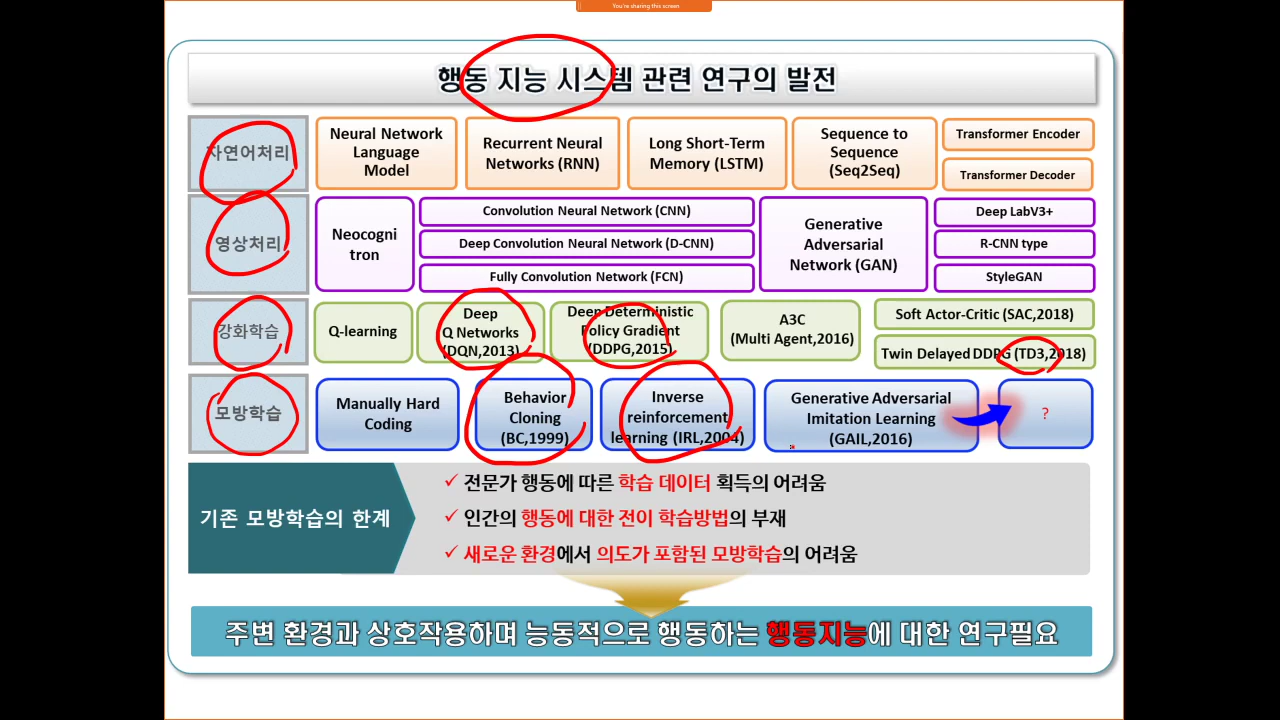 You're sharing this screen
행동 지능 시스템 관련 연구의 발전
자연어처리
Neural Network
Language
Model
Recurrent Neural
Networks (RNN)
Long Short-Term
Memory (LSTM)
Sequence to
Sequence
(Seq2Seq)
Transformer Encoder
Transformer Decoder
영상처리
Neocogni
tron
Convolution Neural Network (CNN)
Deep Convolution Neural Network (D-CNN)
Fully Convolution Network (FCN)
Generative
Adversarial
Network (GAN)
Deep LabV3+
R-CNN type
StyleGAN
강화학습
Q-learning
Deep
Q Networks
(DQN,2013)
Deep Deterministic
Policy Gradient
(DDPG,2015)
A3C
(Multi Agent,2016)
Soft Actor-Critic (SAC,2018)
Twin Delayed DDPG (TD3,2018)
모방학습
Manually Hard
Coding
Behavior
Cloning
(BC,1999)
Inverse
reinforcement
learning (IRL,2004)
Generative Adversarial
Imitation Learning
(GAIL,2016)
?
기존 모방학습의 한계
✓ 전문가 행동에 따른 학습 데이터 획득의 어려움
✓ 인간의 행동에 대한 전이 학습방법의 부재
✓ 새로운 환경에서 의도가 포함된 모방학습의 어려움
주변 환경과 상호작용하며 능동적으로 행동하는 행동지능에 대한 연구필요